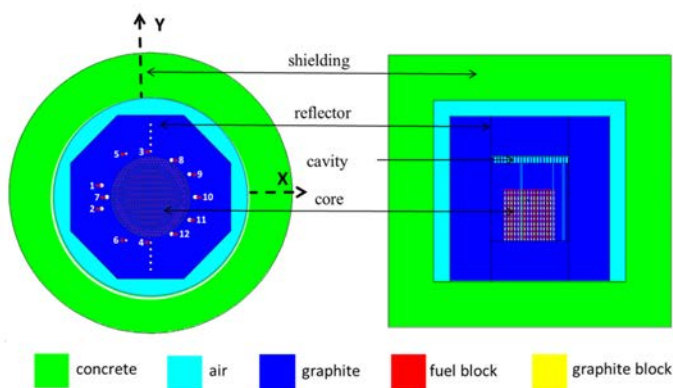 Y
shielding
reflector
cavity
core
X
5
3
8
1
9
7
10
2
11
6
4
12
concrete
air
graphite
fuel block
graphite block